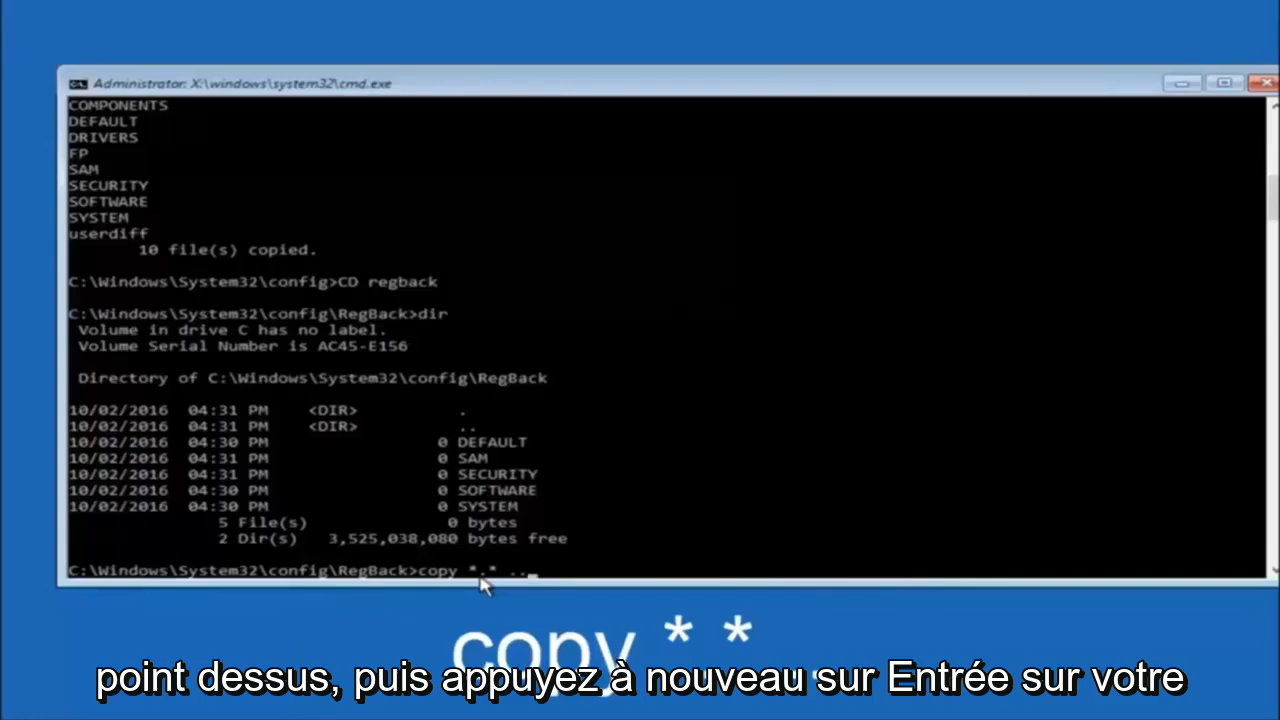 Administrator: X:\windows\system32\cmd.exe
COMPONENTS
DEFAULT
DRIVERS
FP
SAM
SECURITY
SOFTWARE
SYSTEM
userdiff
10 file(s) copied.
C:\Windows\System32\config>CD regback
C:\Windows\System32\config\RegBack>dir
Volume in drive C has no label.
Volume Serial Number is AC45-E156
Directory of C:\Windows\System32\config\RegBack
10/02/2016 04:31 PM <DIR> .
10/02/2016 04:31 PM <DIR> ..
10/02/2016 04:30 PM 0 DEFAULT
10/02/2016 04:31 PM 0 SAM
10/02/2016 04:31 PM 0 SECURITY
10/02/2016 04:30 PM 0 SOFTWARE
10/02/2016 04:30 PM 0 SYSTEM
5 File(s) 0 bytes
2 Dir(s) 3,525,038,080 bytes free
C:\Windows\System32\config\RegBack>copy *.* .._
copy * *
point dessus, puis appuyez à nouveau sur Entrée sur votre